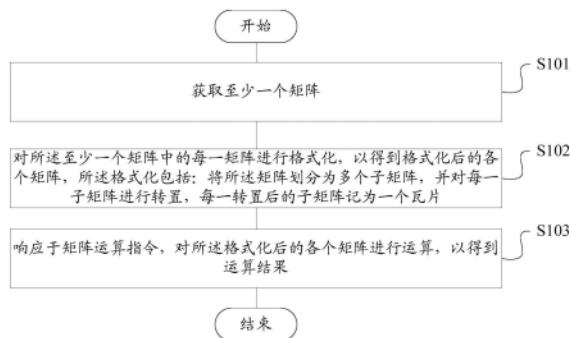 开始
S101
获取至少一个矩阵
S102
对所述至少一个矩阵中的每一矩阵进行格式化，以得到格式化后的各
个矩阵，所述格式化包括：将所述矩阵划分为多个子矩阵，并对每一
子矩阵进行转置，每一转置后的子矩阵记为一个瓦片
S103
响应于矩阵运算指令，对所述格式化后的各个矩阵进行运算，以得到
运算结果
结束